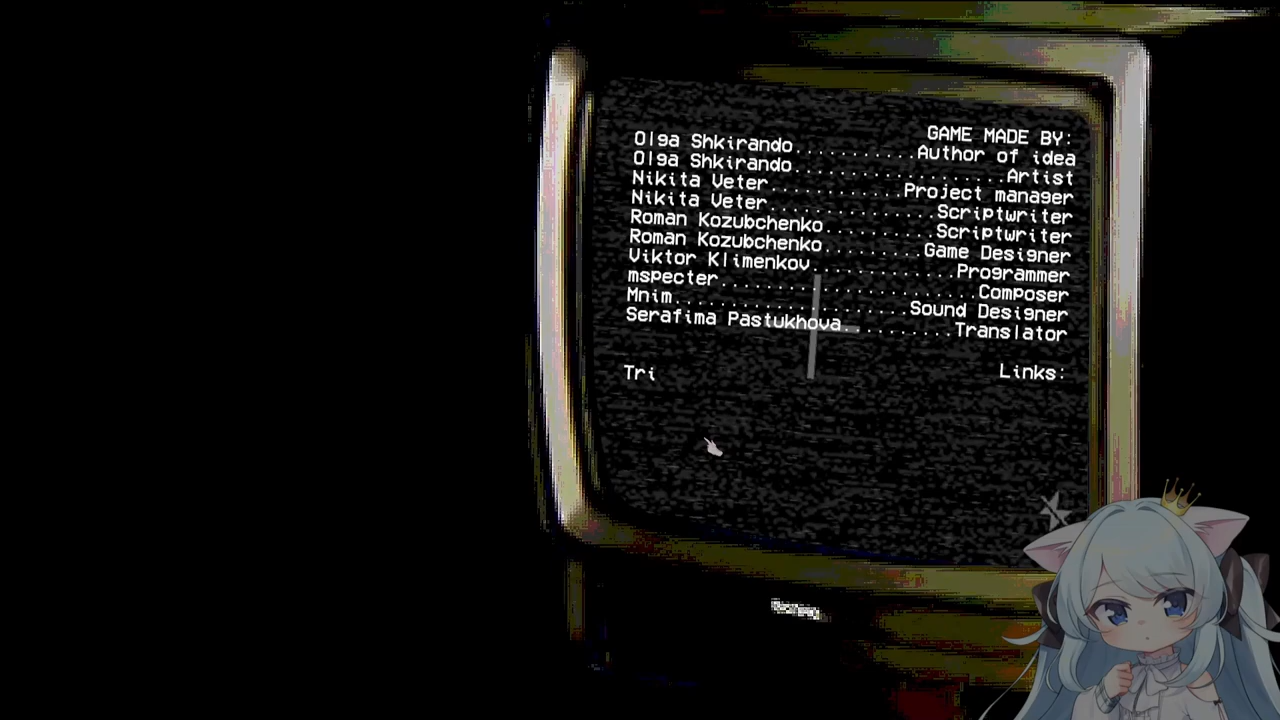 GAME MADE BY:
Olga Shkirando...........Author of idea
Olga Shkirando..................Artist
Nikita Veter............Project manager
Nikita Veter...............Scriptwriter
Roman Kozubchenko..........Scriptwriter
Roman Kozubchenko.........Game Designer
Viktor Klimenkov.............Programmer
mspecter.......................Composer
Mnim.....................Sound Designer
Serafima Pastukhova..........Translator
Links:
Tri